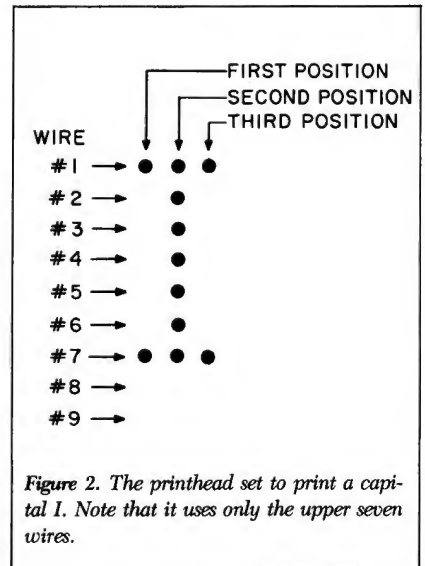 FIRST POSITION
SECOND POSITION
THIRD POSITION
WIRE
#1
#2
#3
#4
#5
#6
#7
#8
#9
Figure 2. The printhead set to print a capi-
tal I. Note that it uses only the upper seven
wires.